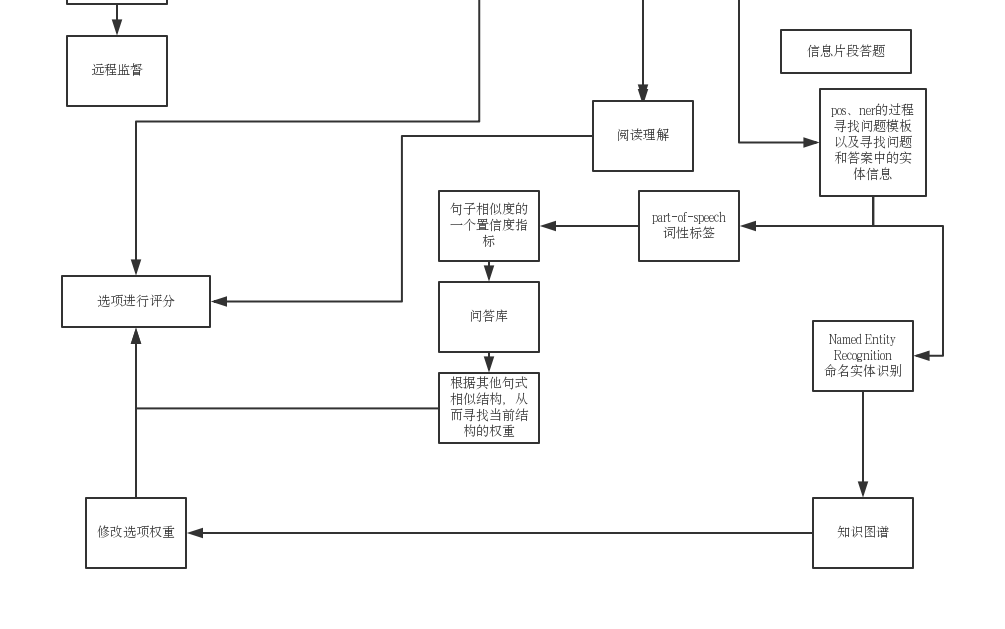 信息片段答题
远程监督
pos、ner的过程
寻找问题模板
以及寻找问题
和答案中的实
体信息
阅读理解
句子相似度的
一个置信度指
标
part-of-speech
词性标签
选项进行评分
问答库
Named Entity
Recognition
命名实体识别
根据其他句式
相似结构，从
而寻找当前结
构的权重
修改选项权重
知识图谱